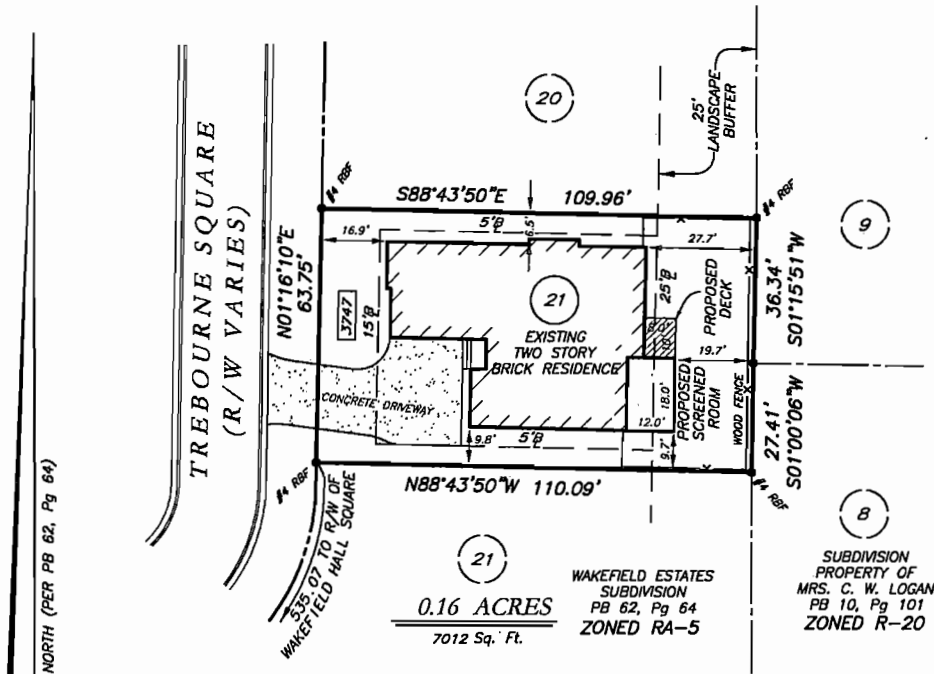 20
25'
LANDSCAPE
BUFFER
TREBOURNE SQUARE
(R/W VARIES)
#4 RBF
S88°43'50"E 109.96'
#4 RBF
9
16.9'
6.5'
5'B
27.7'
N01°16'10"E
63.75'
3747
15'B
25'B
PROPOSED
DECK
36.34'
S01°15'51"W
21
EXISTING
TWO STORY
BRICK RESIDENCE
8.0'
19.7'
CONCRETE DRIVEWAY
18.0'
12.0'
PROPOSED
SCREENED
ROOM
WOOD FENCE
27.41'
S01°00'06"W
9.8'
5'B
9.7'
#4 RBF
N88°43'50"W 110.09'
#4 RBF
535.07 TO R/W OF
WAKEFIELD HALL SQUARE
NORTH (PER PB 62, Pg 64)
21
0.16 ACRES
7012 Sq. Ft.
WAKEFIELD ESTATES
SUBDIVISION
PB 62, Pg 64
ZONED RA-5
8
SUBDIVISION
PROPERTY OF
MRS. C. W. LOGAN
PB 10, Pg 101
ZONED R-20